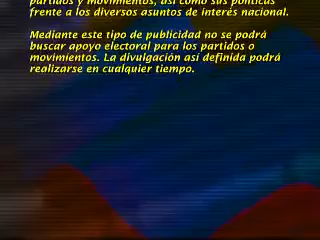 partidos y movimientos, así como sus políticas
frente a los diversos asuntos de interés nacional.
Mediante este tipo de publicidad no se podrá
buscar apoyo electoral para los partidos o
movimientos. La divulgación así definida podrá
realizarse en cualquier tiempo.